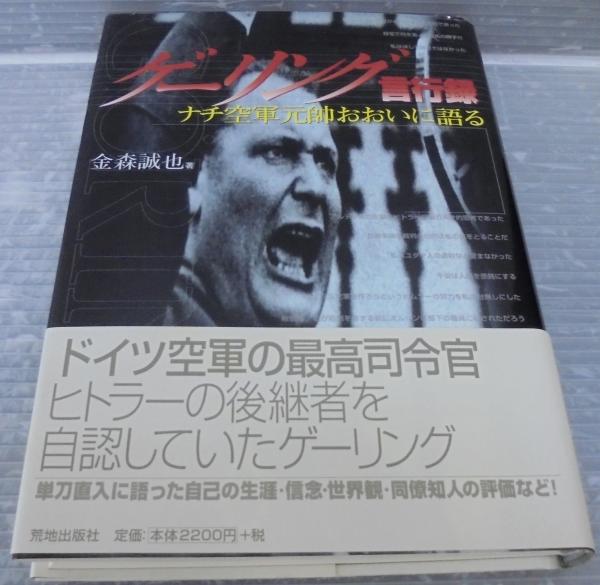 ゲーリング言行録
ナチ空軍元帥おおいに語る
金森誠也著
ドイツ空軍の最高司令官
ヒトラーの後継者を
自認していたゲーリング
単刀直入に語った自己の生涯・信念・世界観・同僚知人の評価など!
荒地出版社 定価:本体2200円+税